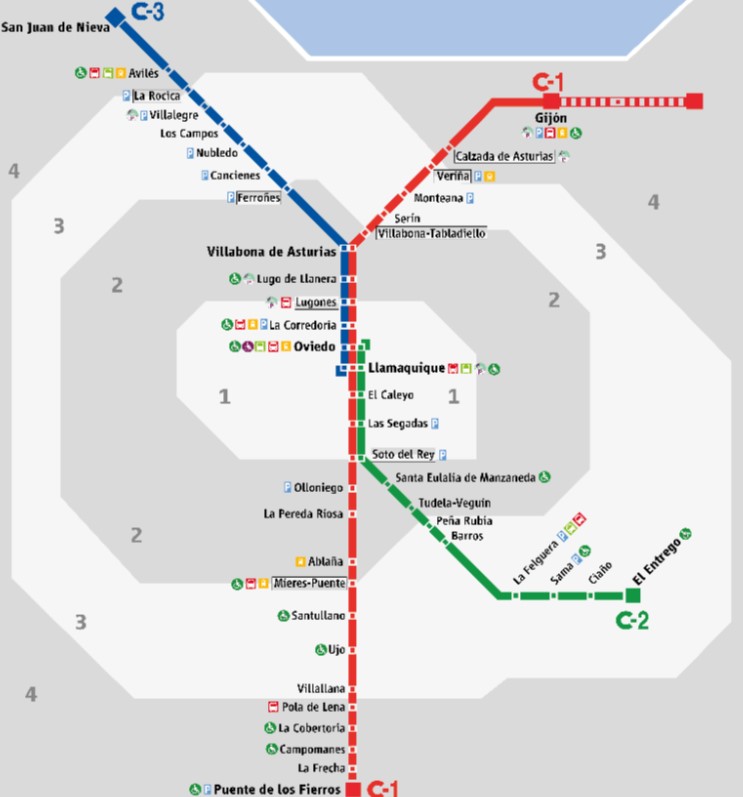 C-3
San Juan de Nieva
Avilés
La Rocica
Villalegre
Los Campos
Nubledo
Cancienes
Ferroñes
C-1
Gijón
Calzada de Asturias
Veriña
Monteana
Serín
Villabona-Tabladiello
4
3
2
1
4
3
2
1
Villabona de Asturias
Lugo de Llanera
Lugones
La Corredoria
Oviedo
Llamaquique
El Caleyo
Las Segadas
Soto del Rey
Santa Eulalia de Manzaneda
Tudela-Veguín
Peña Rubia
Barros
La Felguera
Sama
Ciaño
El Entrego
C-2
Olloniego
La Pereda Riosa
Ablaña
Mieres-Puente
Santullano
Ujo
Villallana
Pola de Lena
La Cobertoria
Campomanes
La Frecha
Puente de los Fierros
C-1
2
3
4